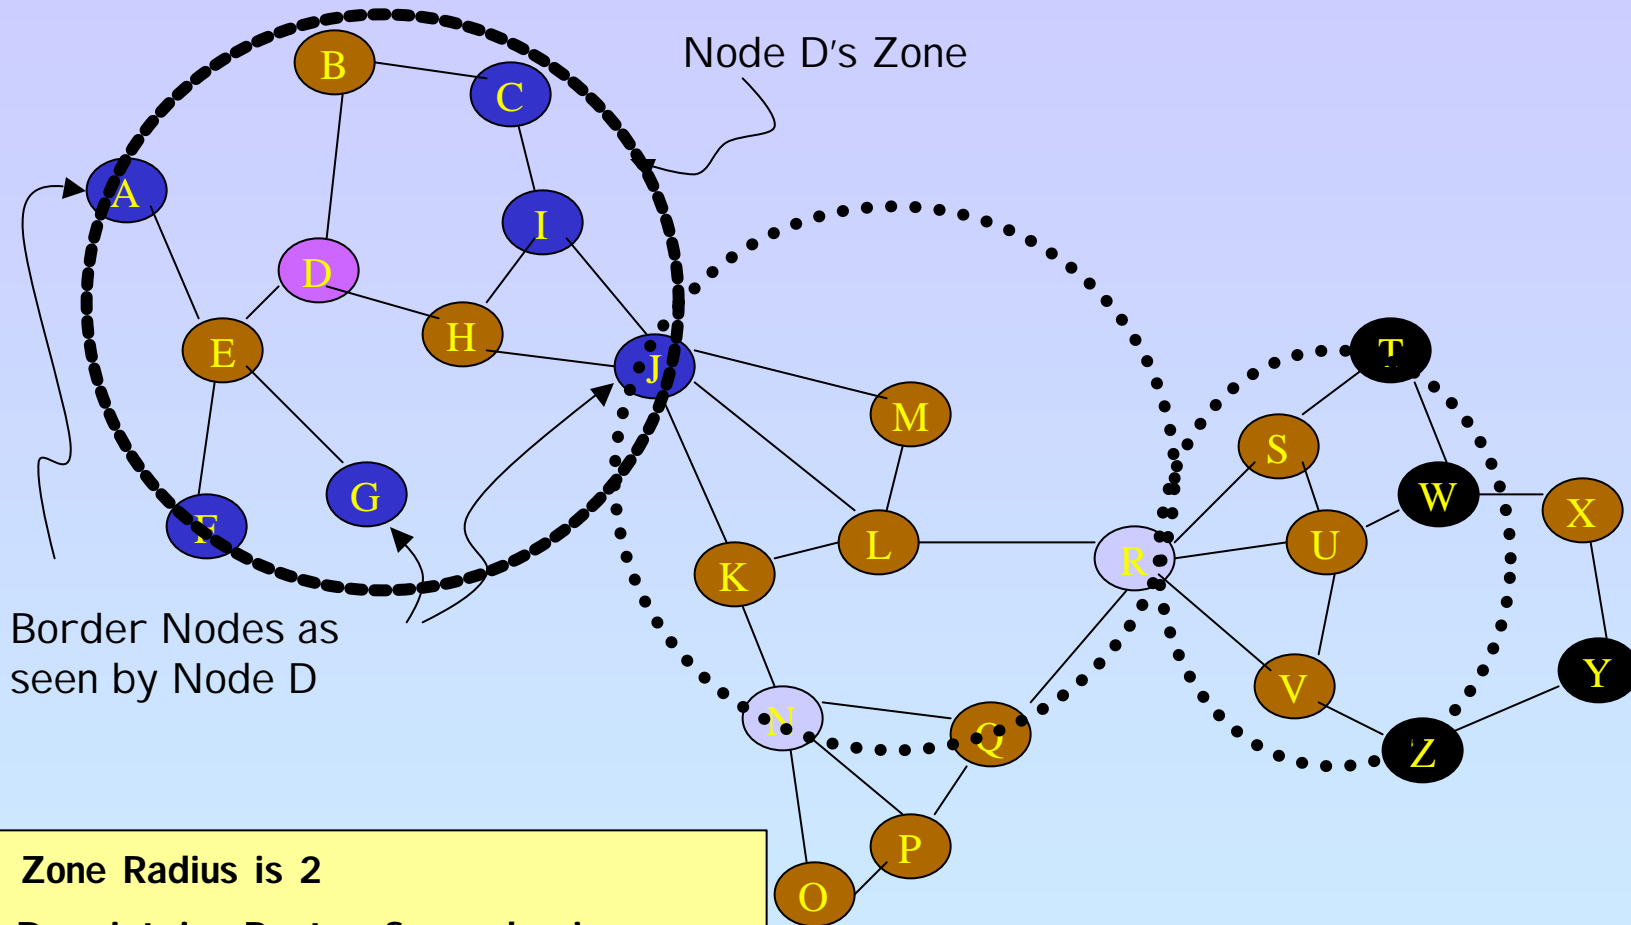 Node D's Zone
B
C
A
I
D
H
E
J
T
M
S
G
W
X
F
L
U
K
R
Y
V
N
Q
Z
Border Nodes as
seen by Node D
P
O
Zone Radius is 2